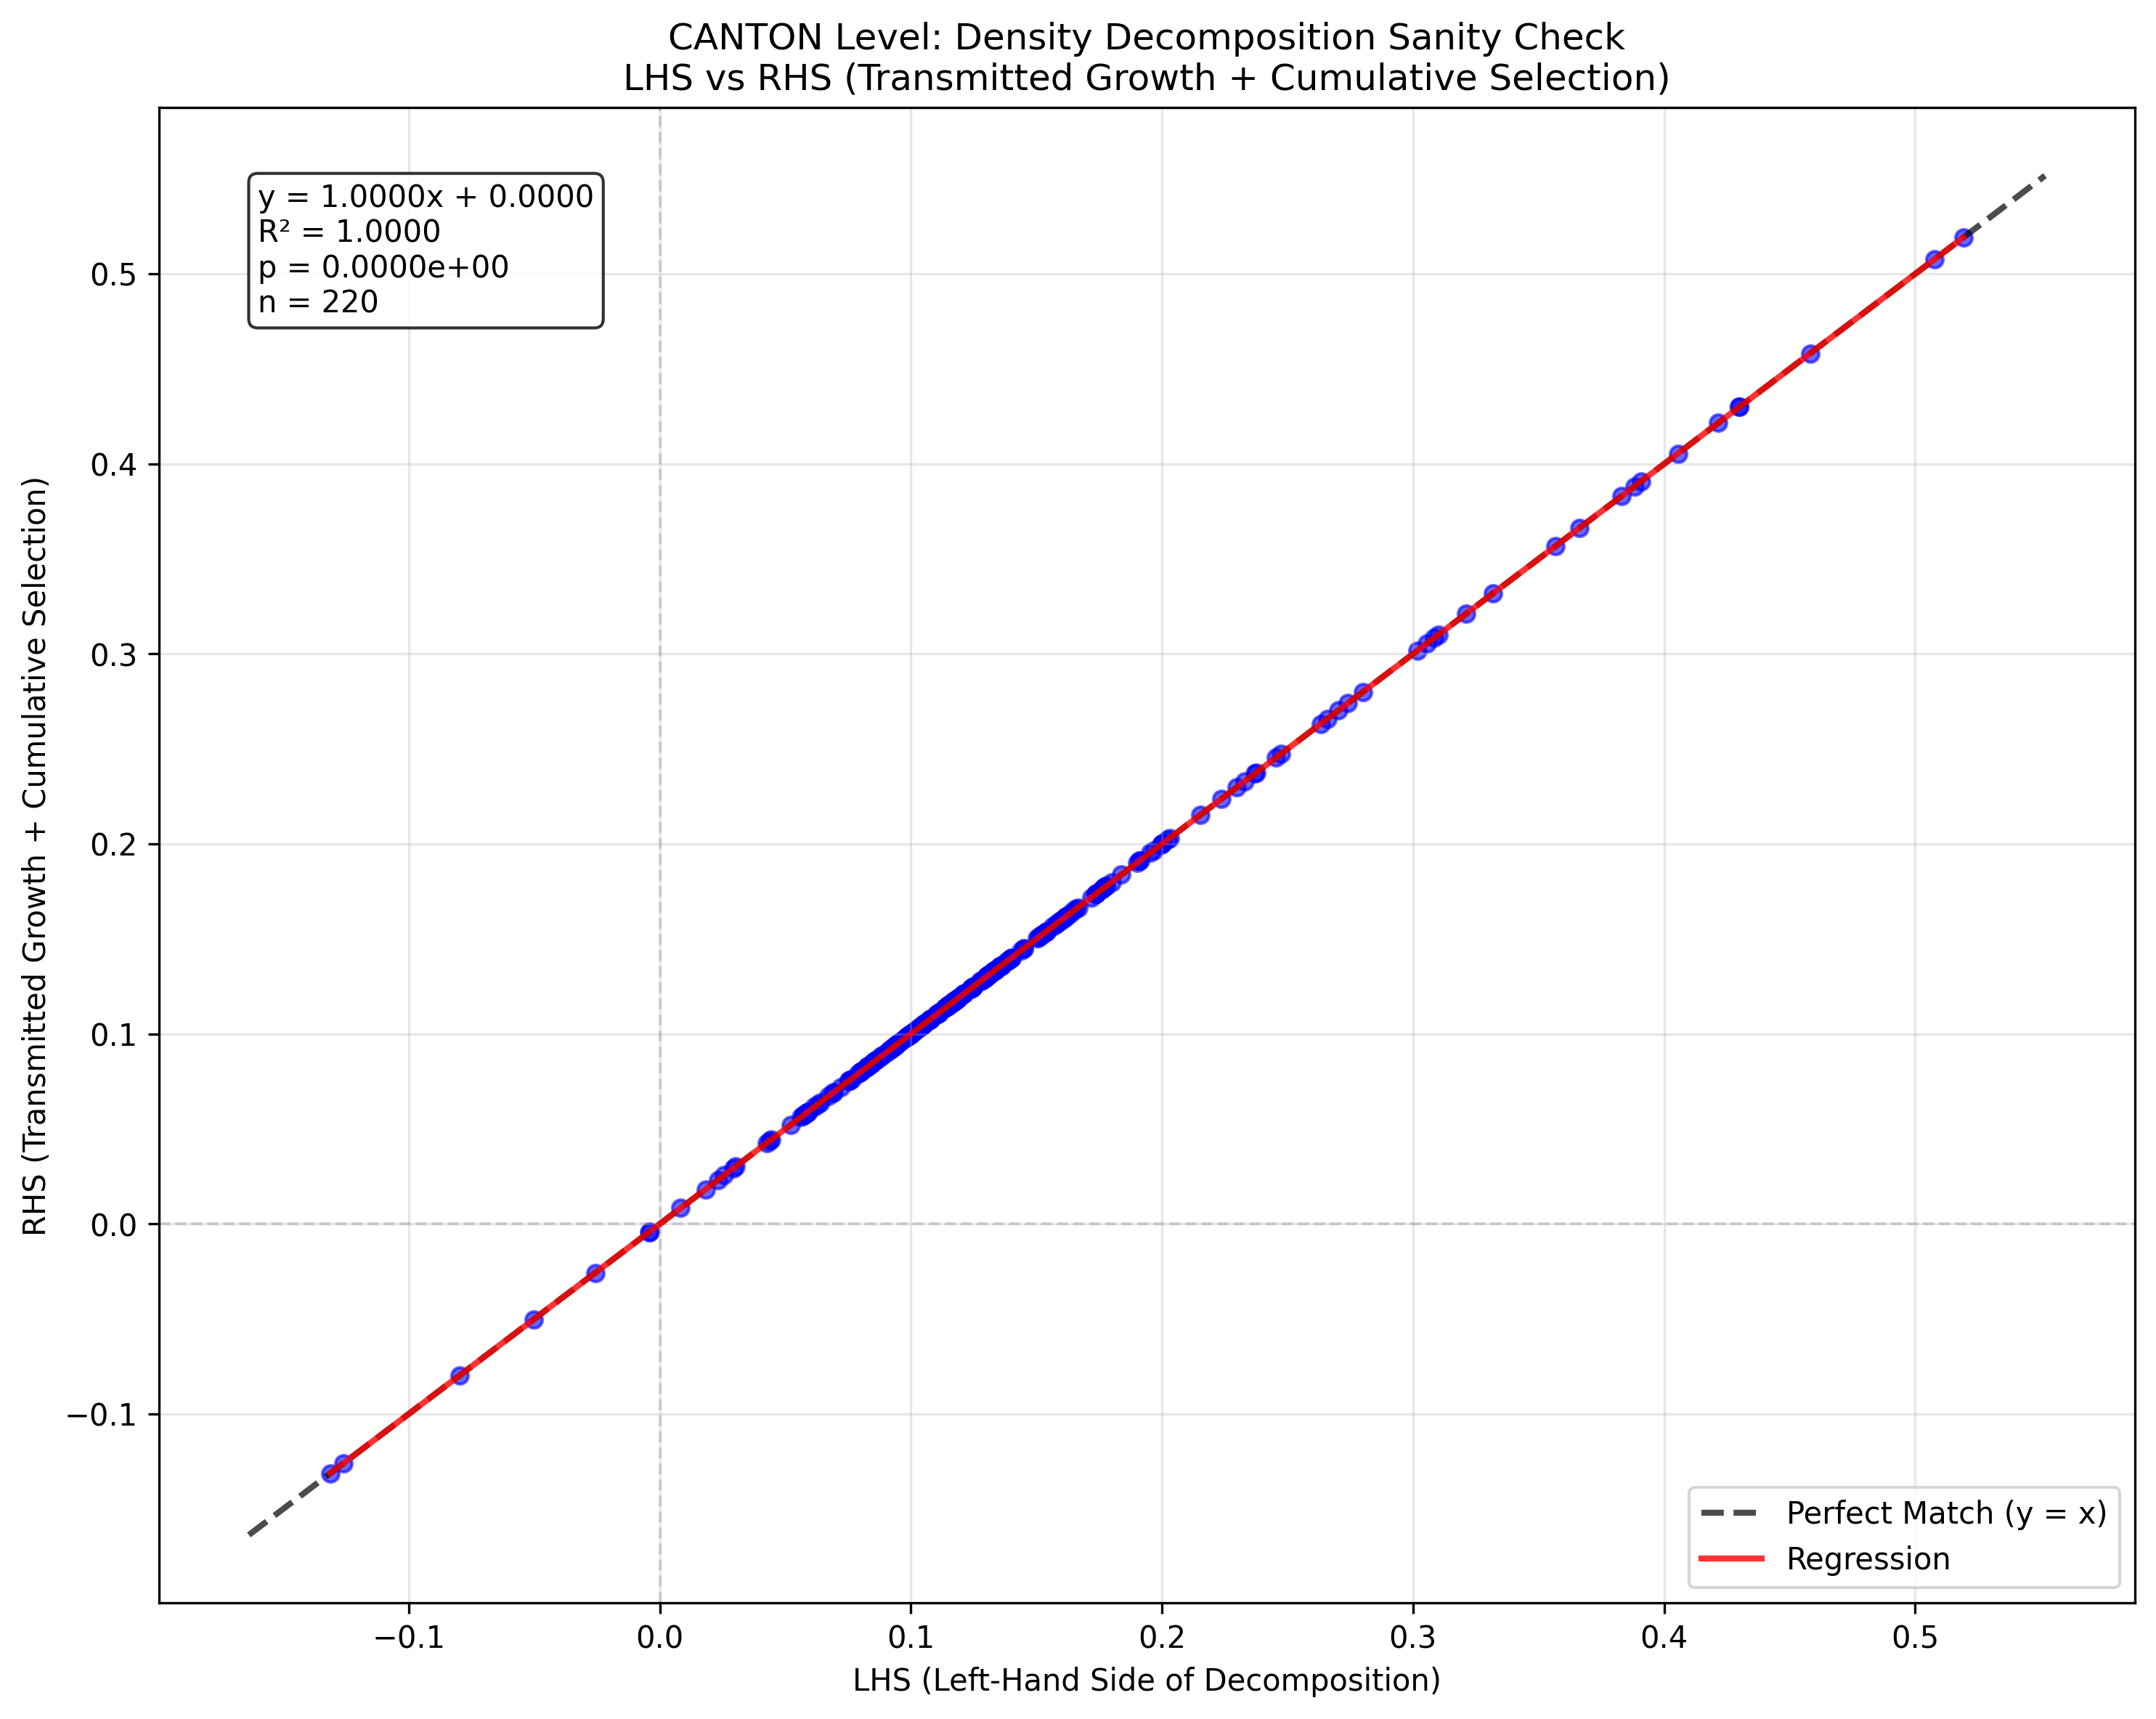 CANTON Level: Density Decomposition Sanity Check
LHS vs RHS (Transmitted Growth + Cumulative Selection)
y = 1.0000x + 0.0000
R² = 1.0000
p = 0.0000e+00
n = 220
RHS (Transmitted Growth + Cumulative Selection)
0.5
0.4
0.3
0.2
0.1
0.0
−0.1
Perfect Match (y = x)
Regression
−0.1
0.0
0.1
0.2
0.3
0.4
0.5
LHS (Left-Hand Side of Decomposition)